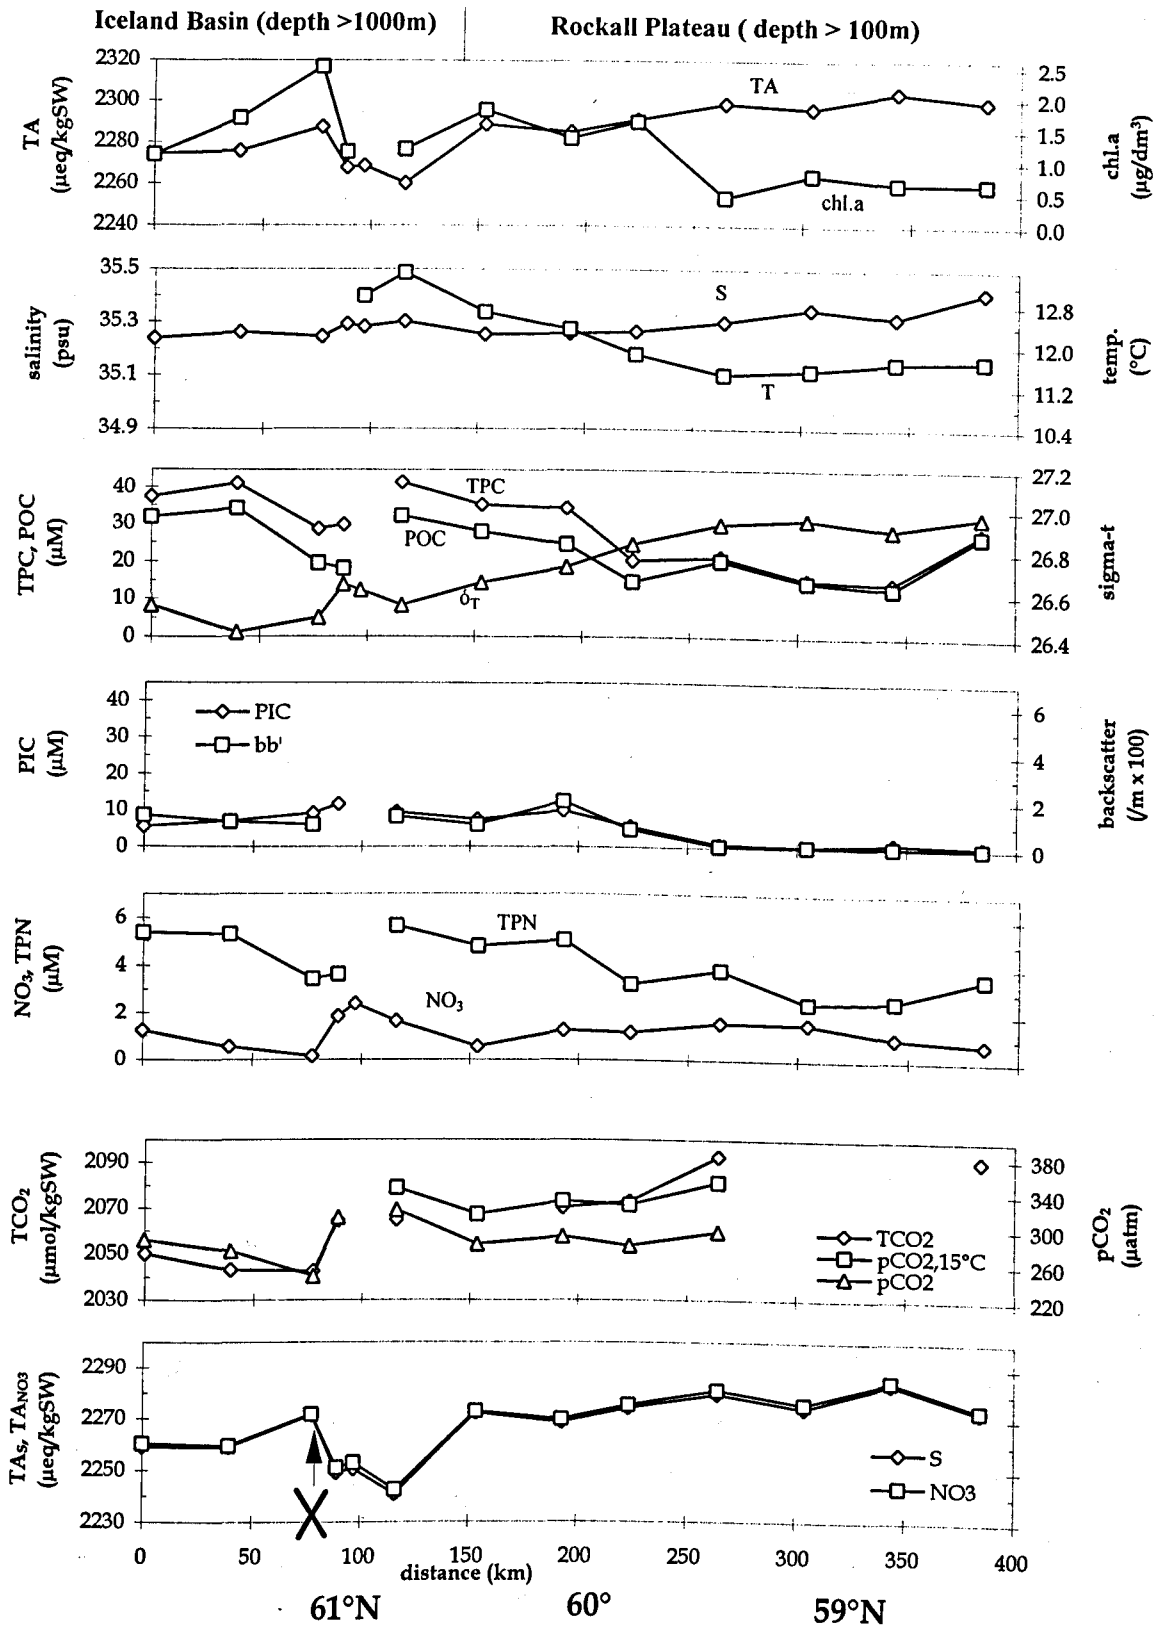 Iceland Basin (depth >1000m)
Rockall Plateau ( depth > 100m)
TA
(µeq/kgSW)
2320
2300
2280
2260
2240
TA
chl.a
2.5
2.0
1.5
1.0
0.5
0.0
chl.a
(µg/dm³)
salinity
(psu)
35.5
35.3
35.1
34.9
S
T
12.8
12.0
11.2
10.4
temp.
(°C)
TPC, POC
(µM)
40
30
20
10
0
TPC
POC
σT
27.2
27.0
26.8
26.6
26.4
sigma-t
PIC
(µM)
40
30
20
10
0
PIC
bb'
6
4
2
0
backscatter
(/m x 100)
NO₃, TPN
(µM)
6
4
2
0
TPN
NO₃
TCO₂
(µmol/kgSW)
2090
2070
2050
2030
TCO2
pCO2,15°C
pCO2
380
340
300
260
220
pCO₂
(µatm)
TAs, TANO3
(µeq/kgSW)
2290
2270
2250
2230
S
NO3
X
0 50 100 150 200 250 300 350 400
distance (km)
61°N 60° 59°N